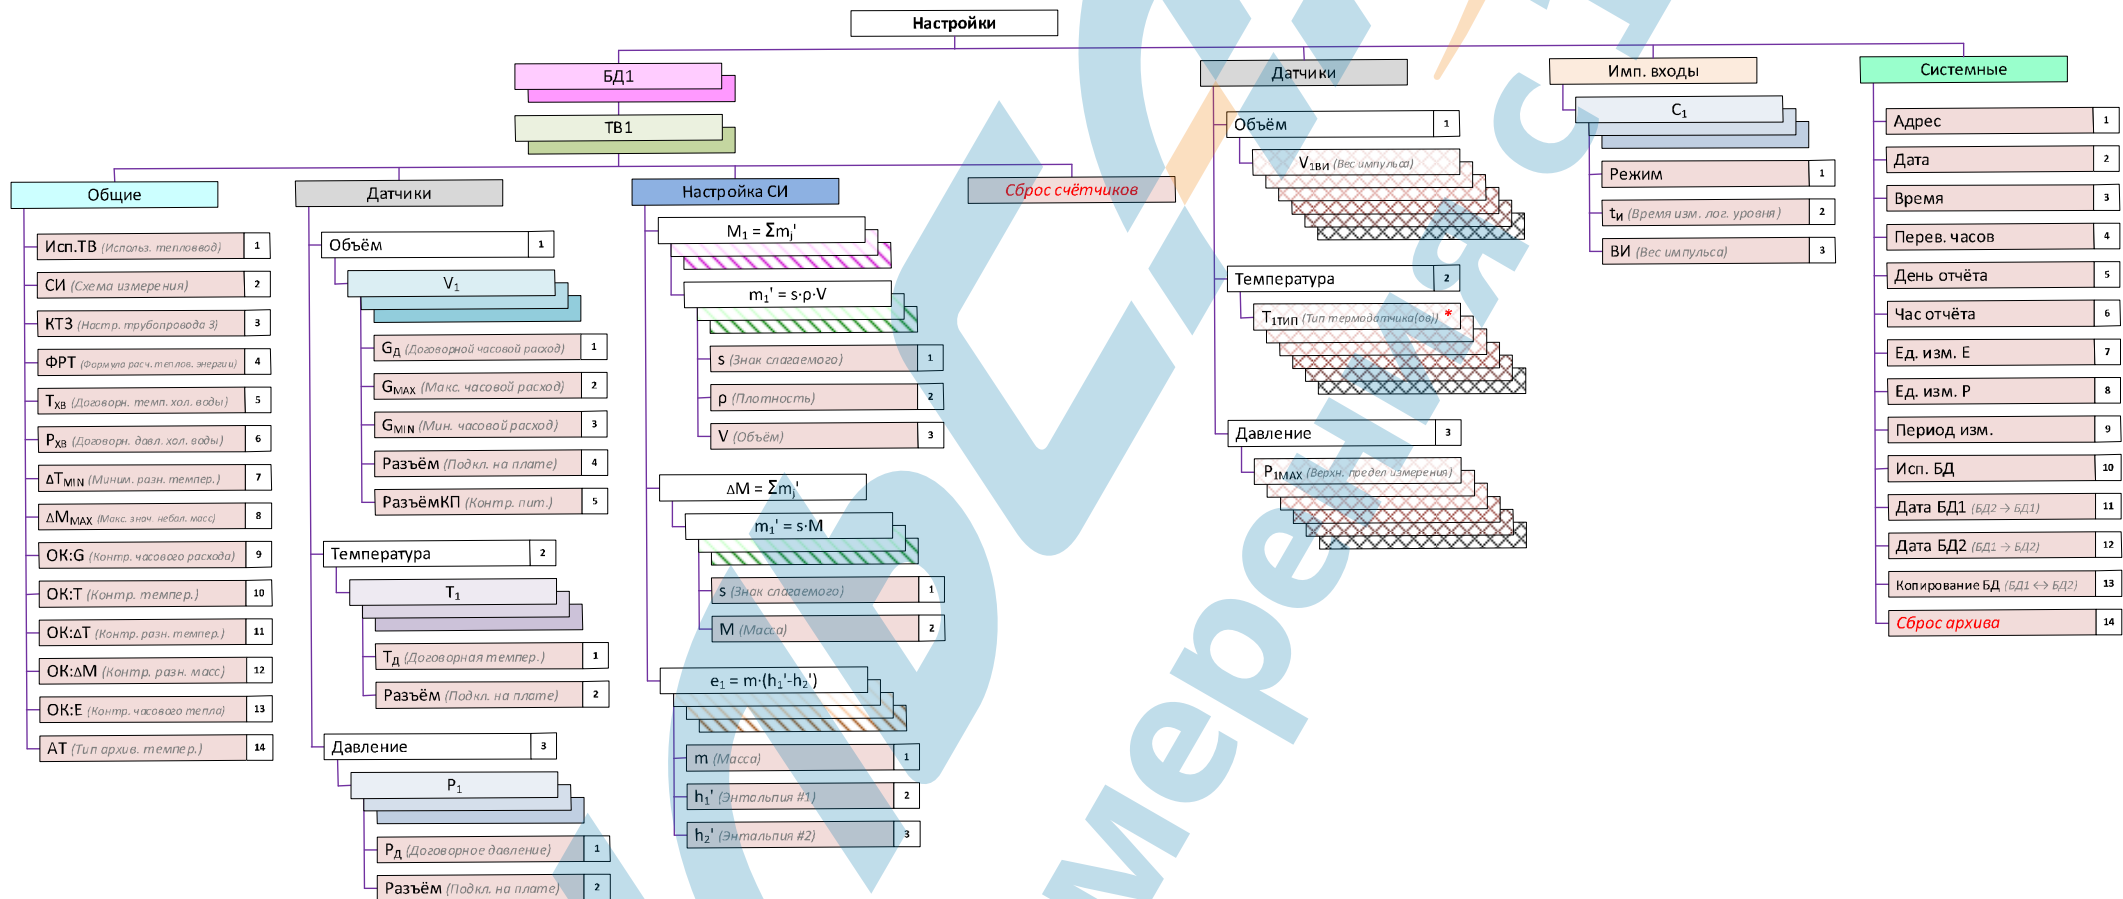 Настройки
БД1
ТВ1
Общие
Исп.ТВ (Использ. тепловвод) 1
СИ (Схема измерения) 2
КТ3 (Настр. трубопровода 3) 3
ФРТ (Формула расч. теплов. энергии) 4
TХВ (Договорн. темп. хол. воды) 5
PХВ (Договорн. давл. хол. воды) 6
ΔTMIN (Миним. разн. темпер.) 7
ΔMMAX (Макс. знач. небал. масс) 8
ОК:G (Контр. часового расхода) 9
ОК:T (Контр. темпер.) 10
ОК:ΔT (Контр. разн. темпер.) 11
ОК:ΔM (Контр. разн. масс) 12
ОК:E (Контр. часового тепла) 13
АТ (Тип архив. темпер.) 14
Датчики
Объём 1
V1
GД (Договорной часовой расход) 1
GMAX (Макс. часовой расход) 2
GMIN (Мин. часовой расход) 3
Разъём (Подкл. на плате) 4
РазъёмКП (Контр. пит.) 5
Температура 2
T1
TД (Договорная темпер.) 1
Разъём (Подкл. на плате) 2
Давление 3
P1
PД (Договорное давление) 1
Разъём (Подкл. на плате) 2
Настройка СИ
M1 = Σmj'
m1' = s·ρ·V
s (Знак слагаемого) 1
ρ (Плотность) 2
V (Объём) 3
ΔM = Σmj'
m1' = s·M
s (Знак слагаемого) 1
M (Масса) 2
e1 = m·(h1'-h2')
m (Масса) 1
h1' (Энтальпия #1) 2
h2' (Энтальпия #2) 3
Сброс счётчиков
Датчики
Объём 1
V1ВИ (Вес импульса)
Температура 2
T1ТИП (Тип термодатчика(ов)) *
Давление 3
P1MAX (Верхн. предел измерения)
Имп. входы
C1
Режим 1
tИ (Время изм. лог. уровня) 2
ВИ (Вес импульса) 3
Системные
Адрес 1
Дата 2
Время 3
Перев. часов 4
День отчёта 5
Час отчёта 6
Ед. изм. E 7
Ед. изм. P 8
Период изм. 9
Исп. БД 10
Дата БД1 (БД2 → БД1) 11
Дата БД2 (БД1 → БД2) 12
Копирование БД (БД1 ↔ БД2) 13
Сброс архива 14